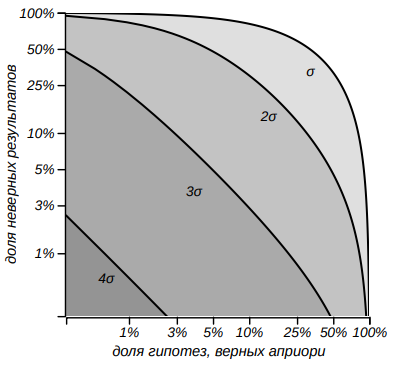 100%
50%
25%
10%
5%
3%
1%
доля неверных результатов
σ
2σ
3σ
4σ
1% 3% 5% 10% 25% 50% 100%
доля гипотез, верных априори